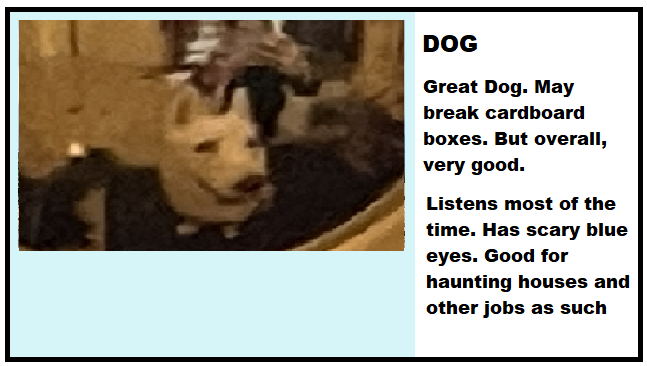 DOG
Great Dog. May
break cardboard
boxes. But overall,
very good.
Listens most of the
time. Has scary blue
eyes. Good for
haunting houses and
other jobs as such